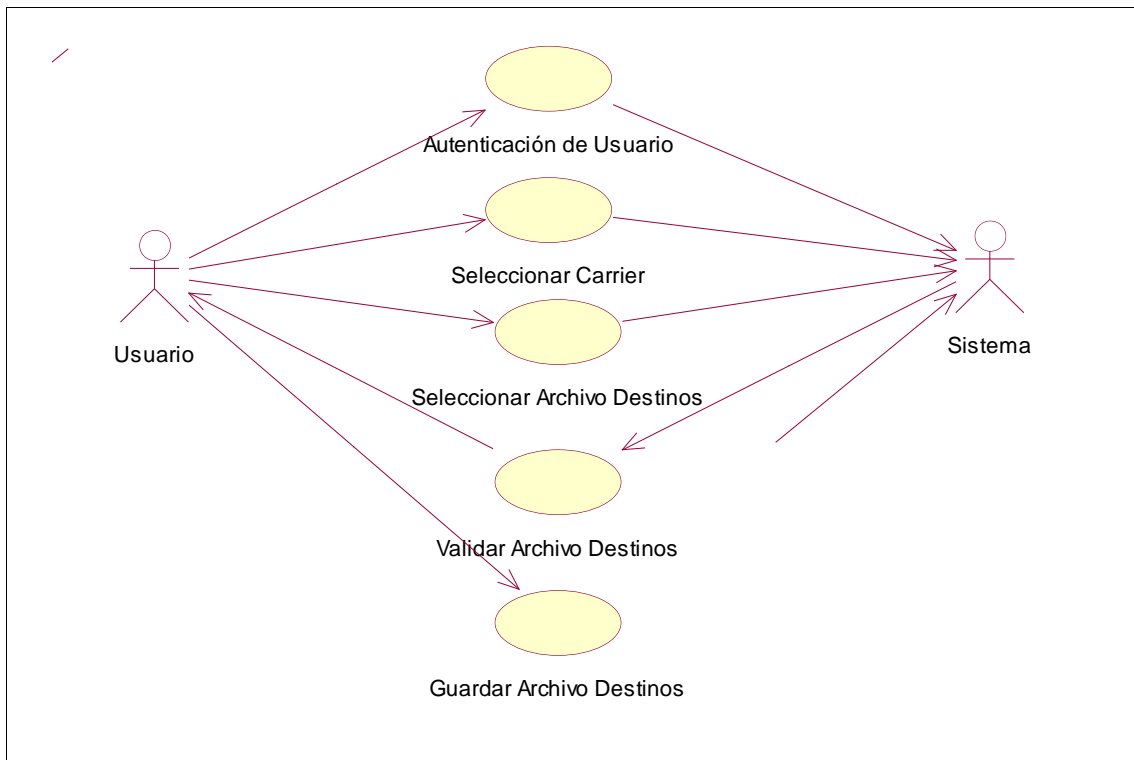 Autenticación de Usuario
Seleccionar Carrier
Usuario
Sistema
Seleccionar Archivo Destinos
Validar Archivo Destinos
Guardar Archivo Destinos